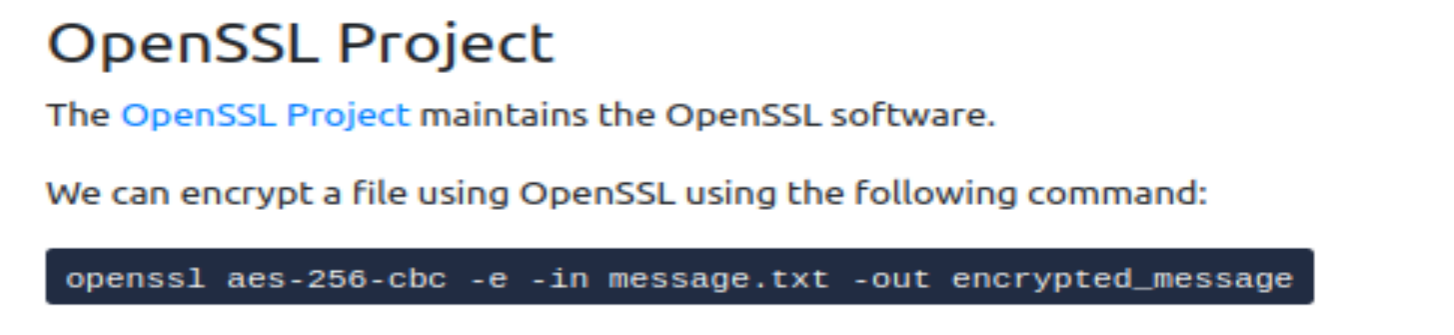 OpenSSL Project
The OpenSSL Project maintains the OpenSSL software.
We can encrypt a file using OpenSSL using the following command:
openssl aes-256-cbc -e -in message.txt -out encrypted_message